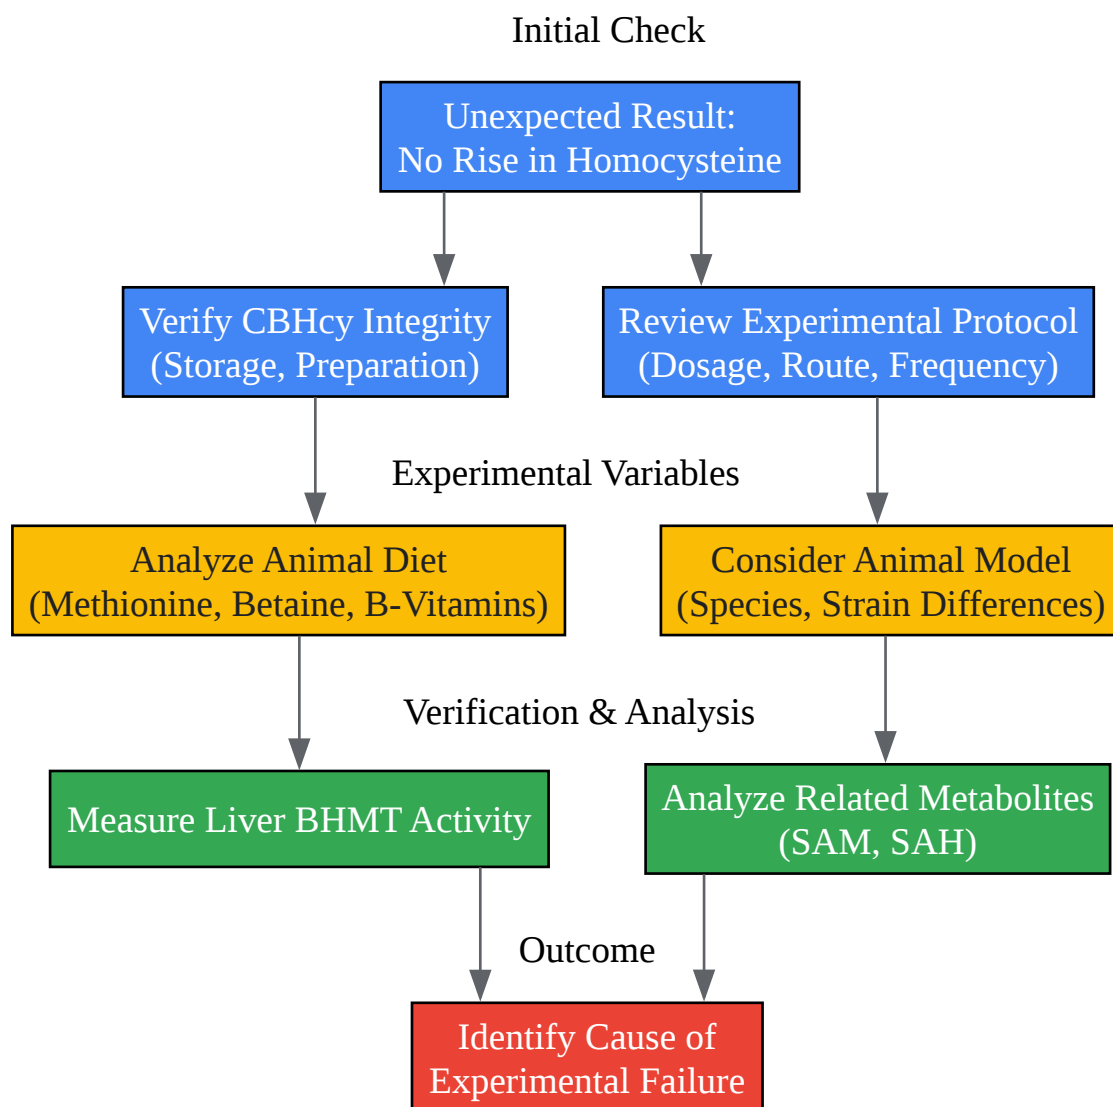 Initial Check
Unexpected Result:
No Rise in Homocysteine
Verify CBHcy Integrity
(Storage, Preparation)
Review Experimental Protocol
(Dosage, Route, Frequency)
Experimental Variables
Analyze Animal Diet
(Methionine, Betaine, B-Vitamins)
Consider Animal Model
(Species, Strain Differences)
Verification & Analysis
Measure Liver BHMT Activity
Analyze Related Metabolites
(SAM, SAH)
Outcome
Identify Cause of
Experimental Failure